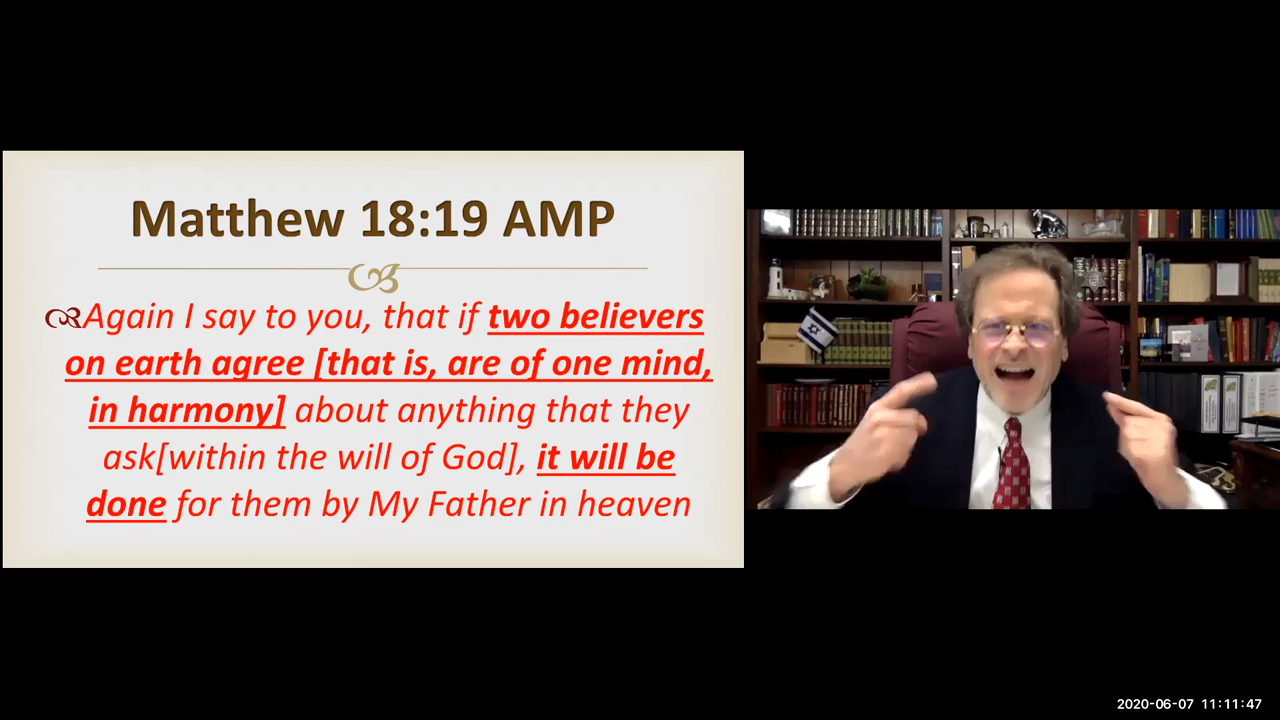 Matthew 18:19 AMP
Again I say to you, that if two believers
on earth agree [that is, are of one mind,
in harmony] about anything that they
ask[within the will of God], it will be
done for them by My Father in heaven
2020-06-07 11:11:47